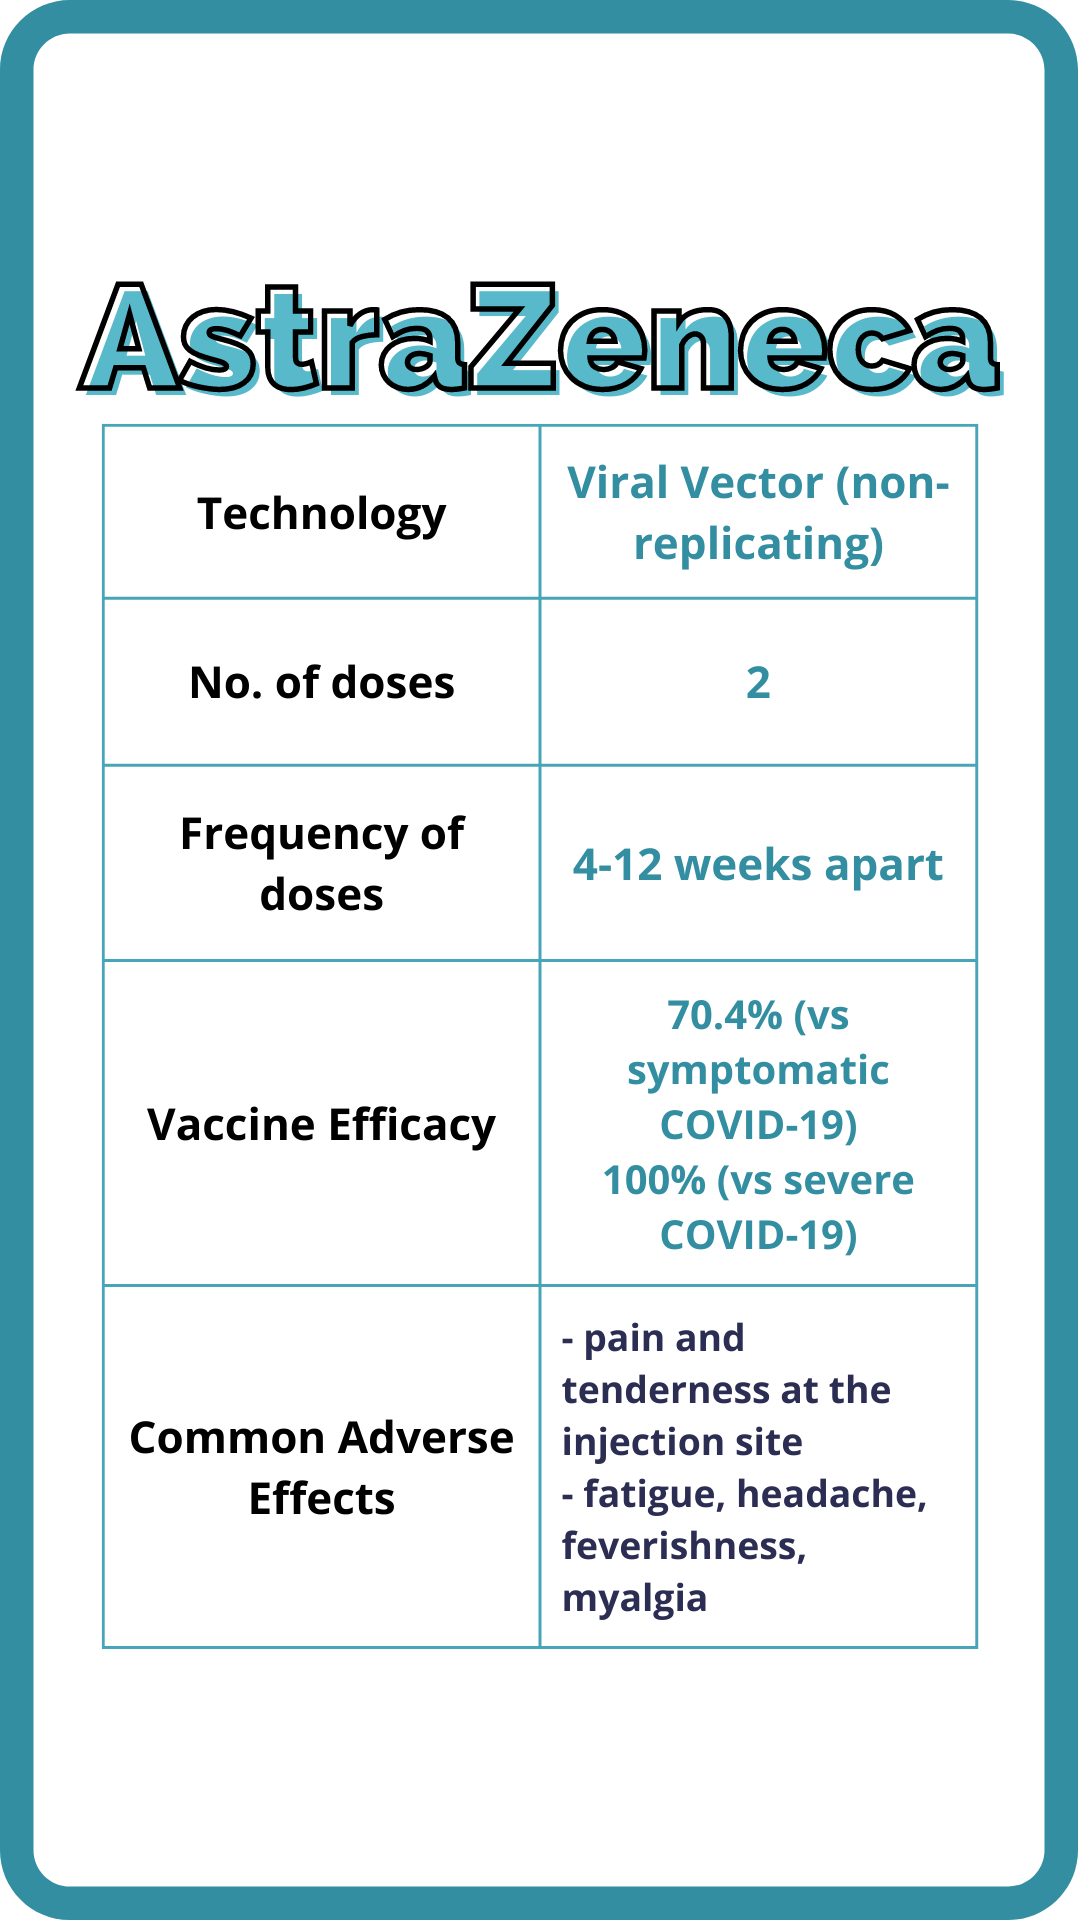 AstraZeneca
Technology
Viral Vector (non-
replicating)
No. of doses
2
Frequency of
doses
4-12 weeks apart
Vaccine Efficacy
70.4% (vs
symptomatic
COVID-19)
100% (vs severe
COVID-19)
Common Adverse
Effects
- pain and
tenderness at the
injection site
- fatigue, headache,
feverishness,
myalgia